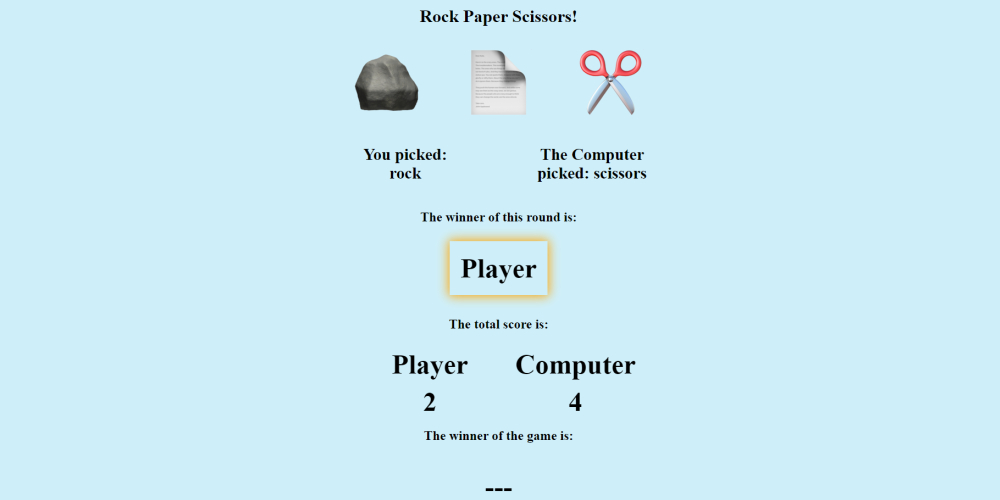 Rock Paper Scissors!
You picked:
rock
The Computer
picked: scissors
The winner of this round is:
Player
The total score is:
Player Computer
2 4
The winner of the game is:
---